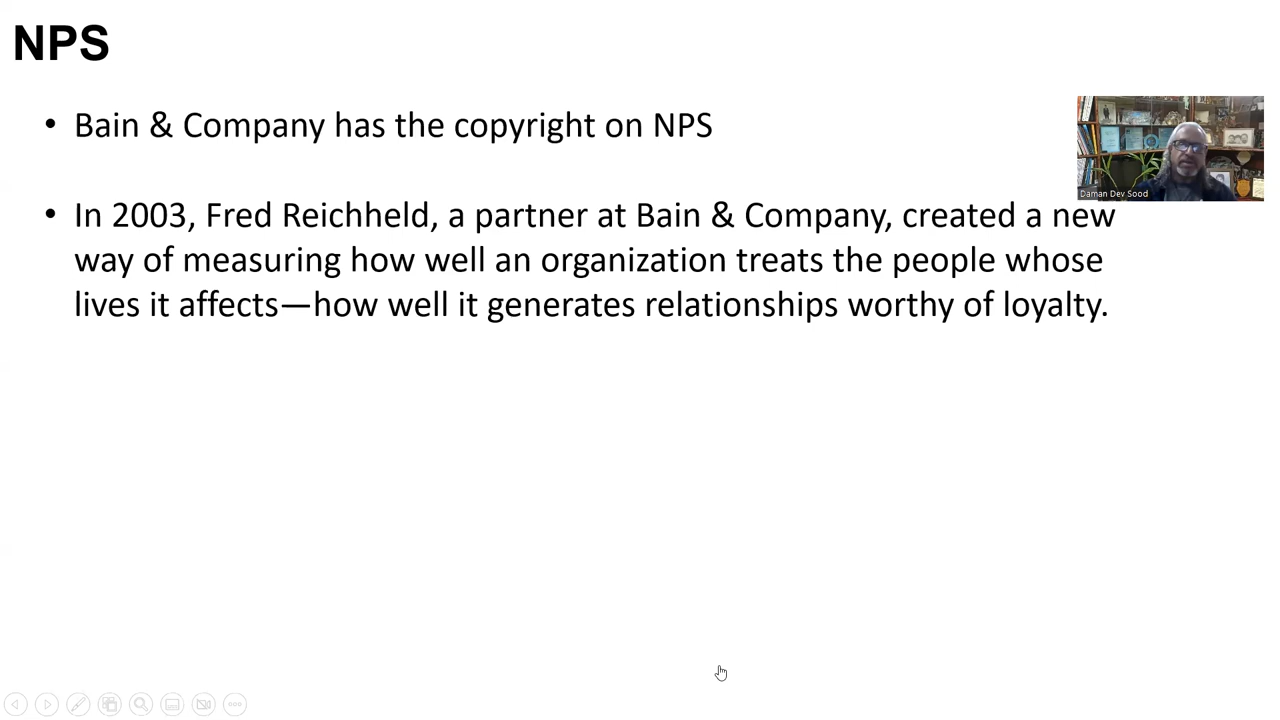 NPS
• Bain & Company has the copyright on NPS
Daman Dev Sood
• In 2003, Fred Reichheld, a partner at Bain & Company, created a new
way of measuring how well an organization treats the people whose
lives it affects—how well it generates relationships worthy of loyalty.